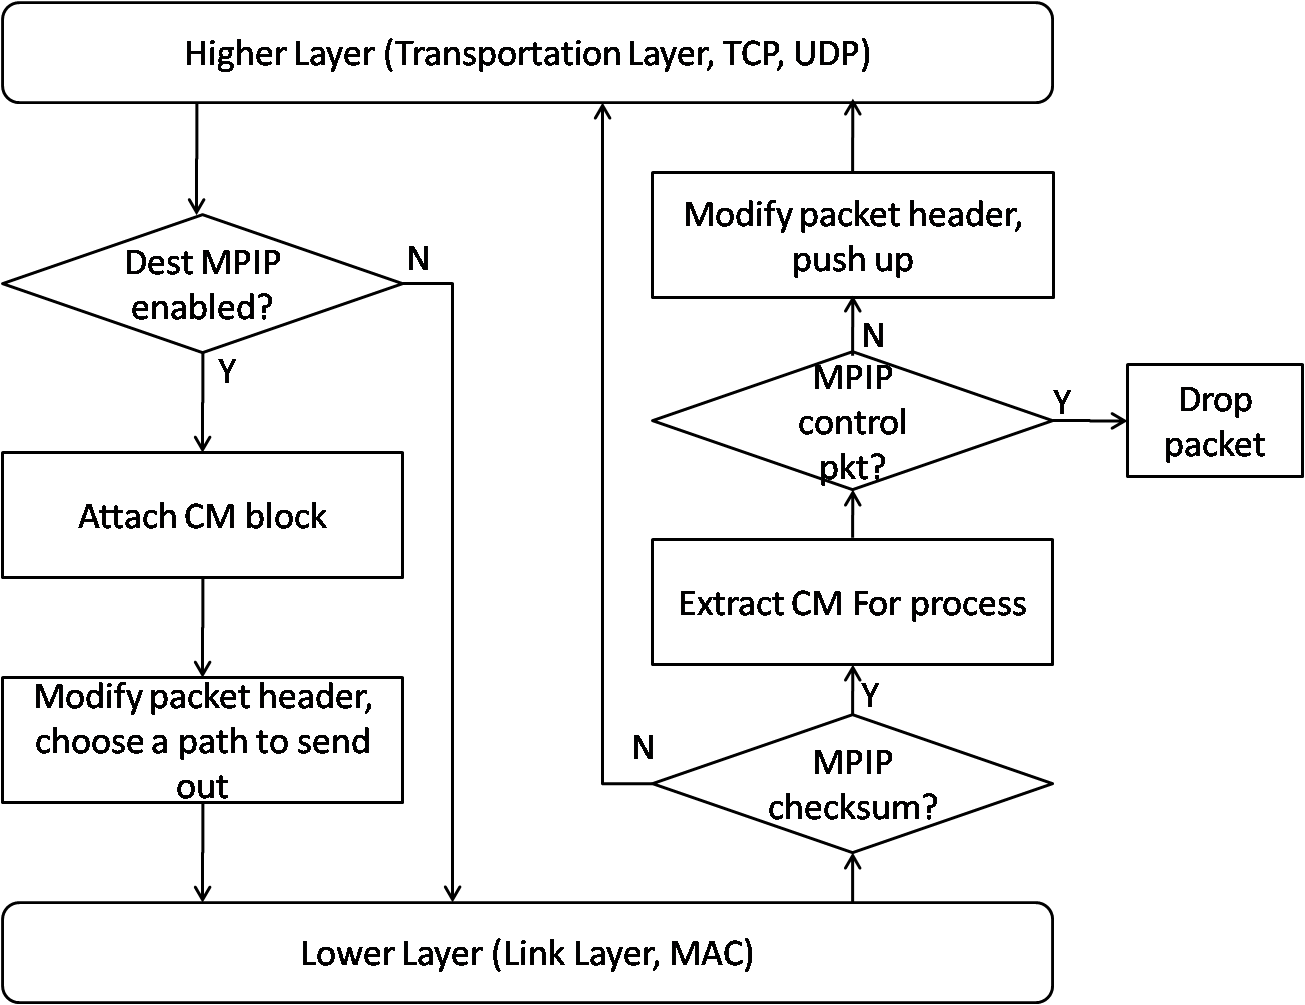 Higher Layer (Transportation Layer, TCP, UDP)
Dest MPIP
enabled?
N
Y
Attach CM block
Modify packet header,
choose a path to send
out
Modify packet header,
push up
N
MPIP
control
pkt?
Y
Drop
packet
Extract CM For process
Y
N
MPIP
checksum?
Lower Layer (Link Layer, MAC)